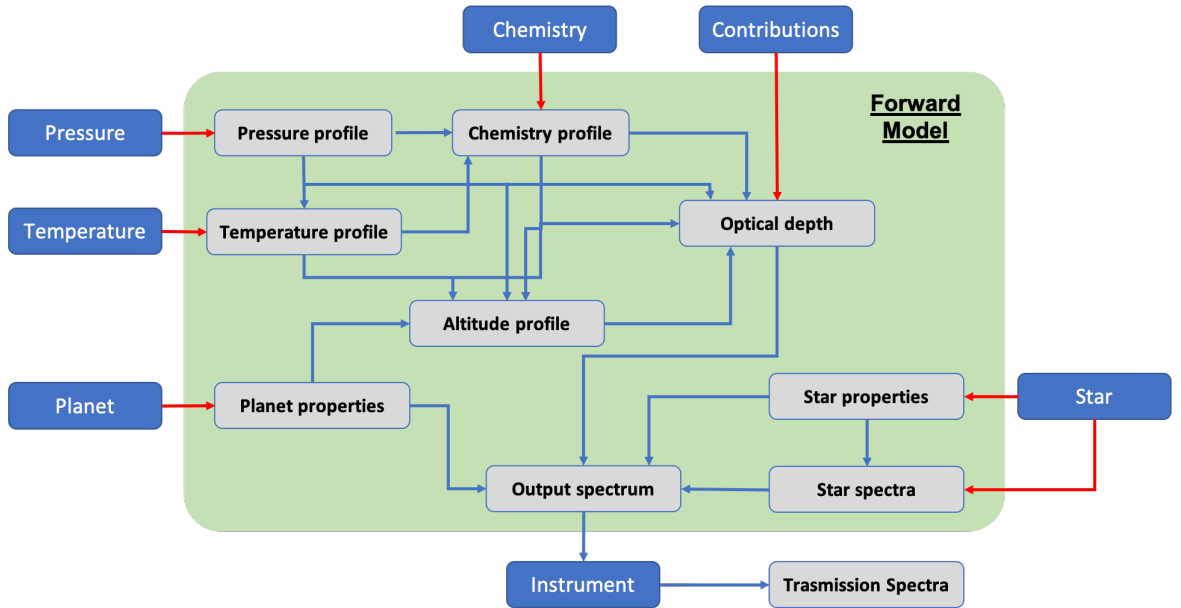 Chemistry
Contributions
Forward
Model
Pressure
Pressure profile
Chemistry profile
Temperature
Temperature profile
Optical depth
Altitude profile
Planet
Planet properties
Star properties
Star
Output spectrum
Star spectra
Instrument
Trasmission Spectra